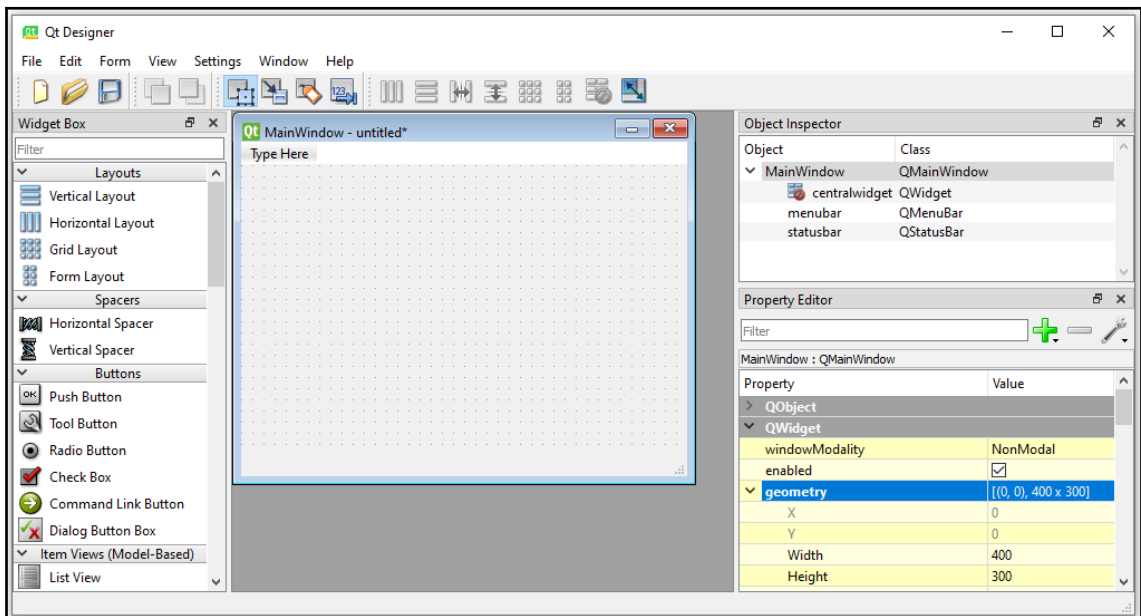 Qt Designer
File Edit Form View Settings Window Help
123
Widget Box
Filter
Layouts
Vertical Layout
Horizontal Layout
Grid Layout
Form Layout
Spacers
Horizontal Spacer
Vertical Spacer
Buttons
OK Push Button
Tool Button
Radio Button
Check Box
Command Link Button
Dialog Button Box
Item Views (Model-Based)
List View
Qt MainWindow - untitled*
Type Here
Object Inspector
Object Class
MainWindow QMainWindow
centralwidget QWidget
menubar QMenuBar
statusbar QStatusBar
Property Editor
Filter
MainWindow : QMainWindow
Property Value
QObject
QWidget
windowModality NonModal
enabled
geometry [(0, 0), 400 x 300]
X 0
Y 0
Width 400
Height 300